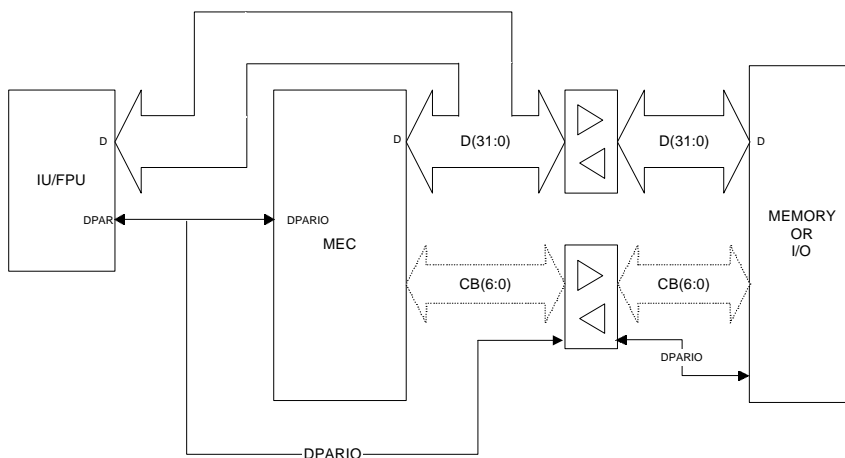 D
IU/FPU
DPAR
D
DPARIO
MEC
D(31:0)
D(31:0)
D
CB(6:0)
CB(6:0)
MEMORY
OR
I/O
DPARIO
DPARIO